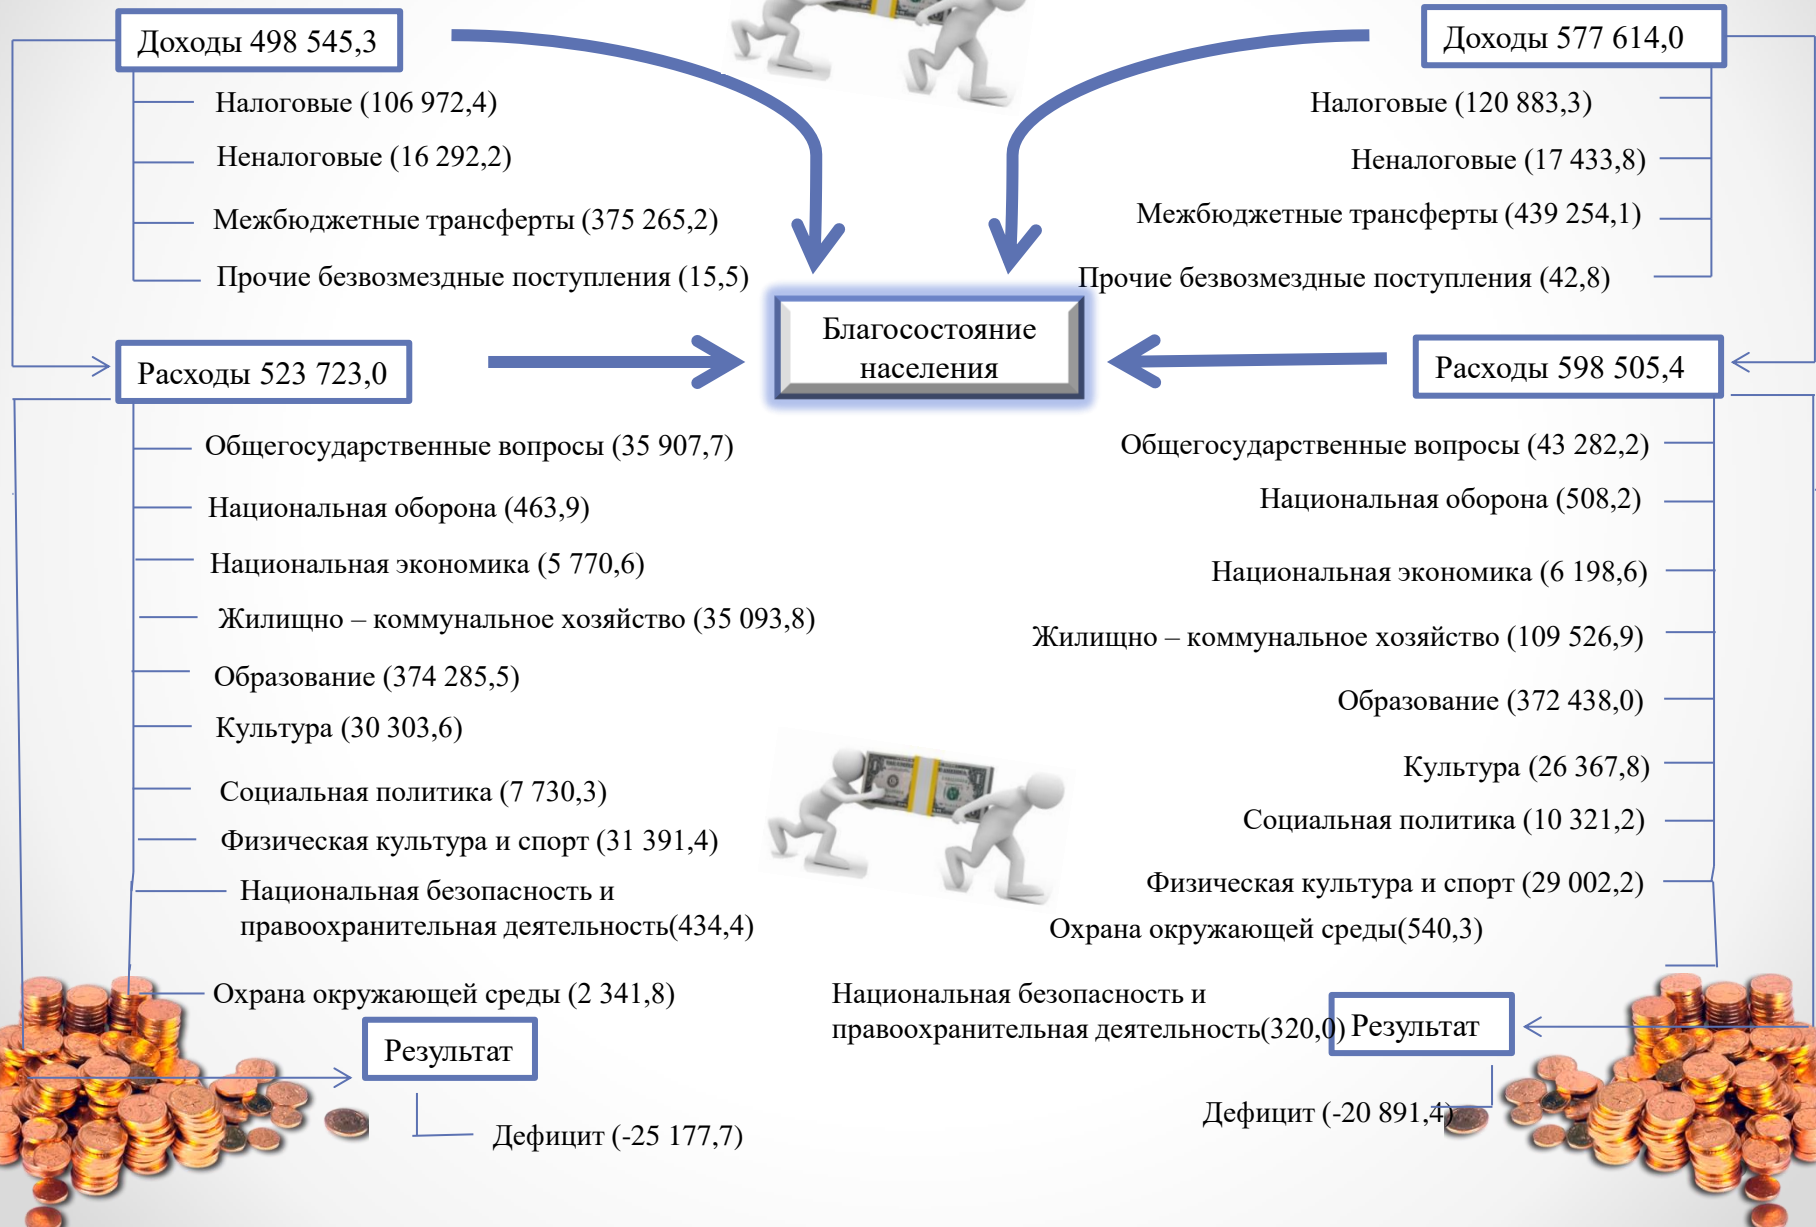 Доходы 498 545,3
Налоговые (106 972,4)
Неналоговые (16 292,2)
Межбюджетные трансферты (375 265,2)
Прочие безвозмездные поступления (15,5)
Расходы 523 723,0
Общегосударственные вопросы (35 907,7)
Национальная оборона (463,9)
Национальная экономика (5 770,6)
Жилищно – коммунальное хозяйство (35 093,8)
Образование (374 285,5)
Культура (30 303,6)
Социальная политика (7 730,3)
Физическая культура и спорт (31 391,4)
Национальная безопасность и
правоохранительная деятельность(434,4)
Охрана окружающей среды (2 341,8)
Результат
Дефицит (-25 177,7)
Благосостояние
населения
Доходы 577 614,0
Налоговые (120 883,3)
Неналоговые (17 433,8)
Межбюджетные трансферты (439 254,1)
Прочие безвозмездные поступления (42,8)
Расходы 598 505,4
Общегосударственные вопросы (43 282,2)
Национальная оборона (508,2)
Национальная экономика (6 198,6)
Жилищно – коммунальное хозяйство (109 526,9)
Образование (372 438,0)
Культура (26 367,8)
Социальная политика (10 321,2)
Физическая культура и спорт (29 002,2)
Охрана окружающей среды(540,3)
Национальная безопасность и
правоохранительная деятельность(320,0)
Результат
Дефицит (-20 891,4)